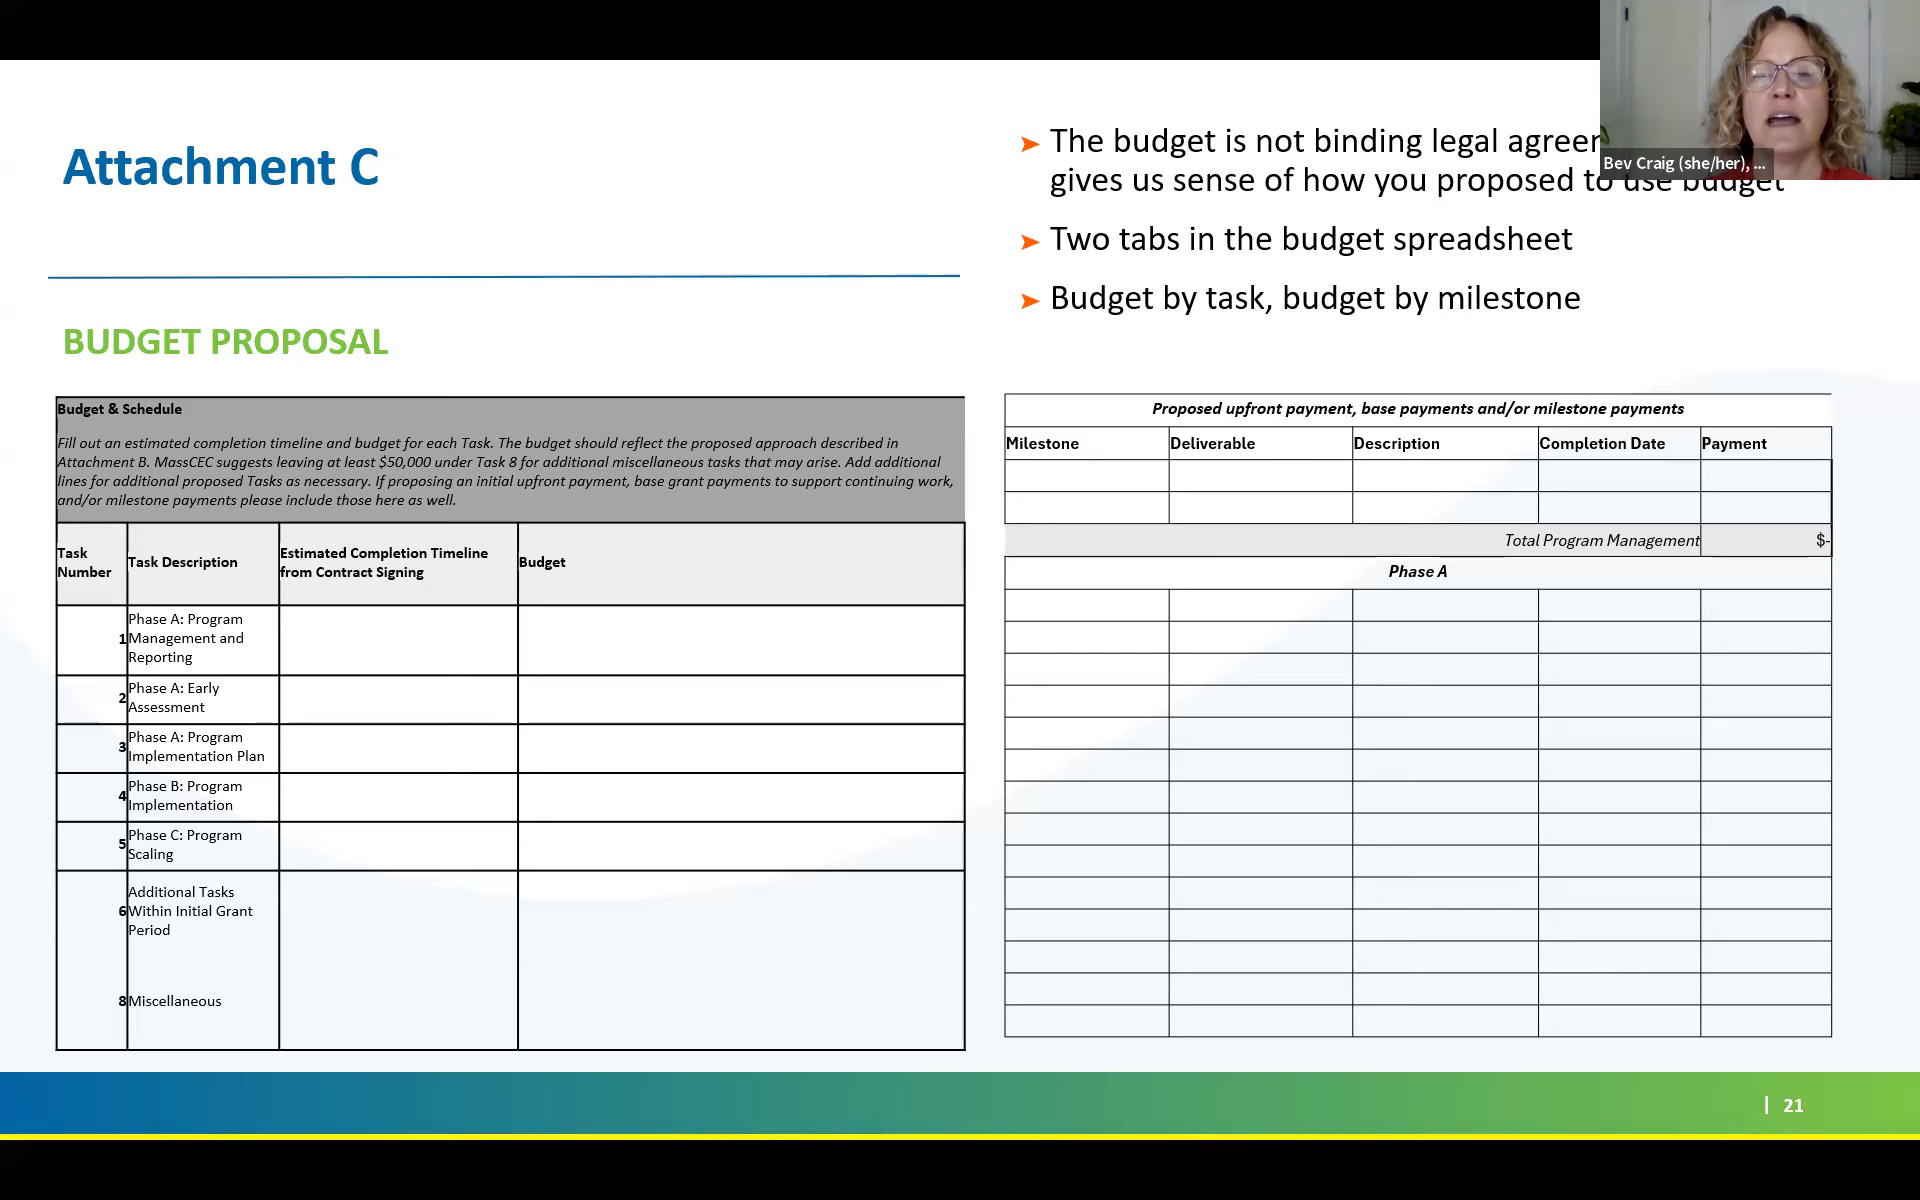 Attachment C
BUDGET PROPOSAL
The budget is not binding legal
gives us sense of how you proposed to use budget
Two tabs in the budget spreadsheet
Budget by task, budget by milestone
Bev Craig (she/her), ...
Budget & Schedule
Fill out an estimated completion timeline and budget for each Task. The budget should reflect the proposed approach described in
Attachment B. MassCEC suggests leaving at least $50,000 under Task 8 for additional miscellaneous tasks that may arise. Add additional
lines for additional proposed Tasks as necessary. If proposing an initial upfront payment, base grant payments to support continuing work,
and/or milestone payments please include those here as well.
Task
Number
Task Description
Estimated Completion Timeline
from Contract Signing
Budget
1
Phase A: Program
Management and
Reporting
2
Phase A: Early
Assessment
3
Phase A: Program
Implementation Plan
4
Phase B: Program
Implementation
5
Phase C: Program
Scaling
6
Additional Tasks
Within Initial Grant
Period
8
Miscellaneous
Proposed upfront payment, base payments and/or milestone payments
Milestone Deliverable Description Completion Date Payment
Total Program Management $-
Phase A
| 21